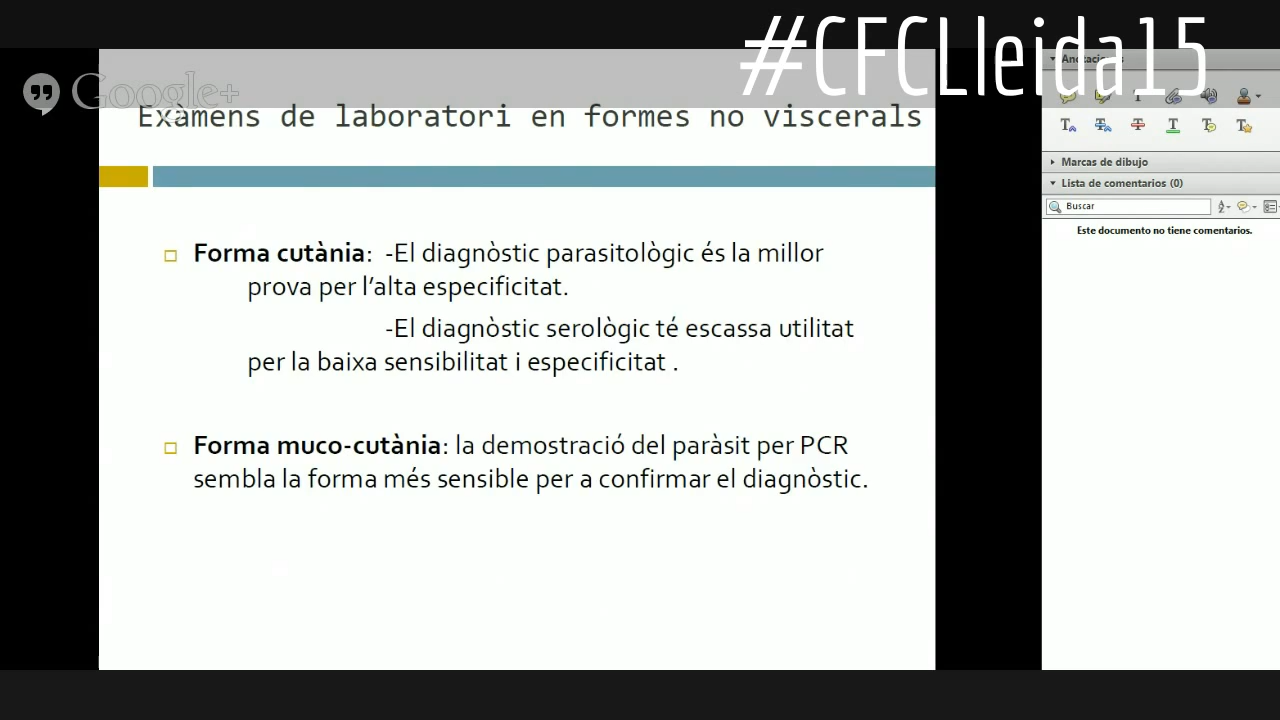 #CFCLleida15
Google+
Anotaciones
Exàmens de laboratori en formes no viscerals
Marcas de dibujo
Lista de comentarios (0)
Buscar
Este documento no tiene comentarios.
Forma cutània: -El diagnòstic parasitològic és la millor
prova per l’alta especificitat.
-El diagnòstic serològic té escassa utilitat
per la baixa sensibilitat i especificitat .
Forma muco-cutània: la demostració del paràsit per PCR
sembla la forma més sensible per a confirmar el diagnòstic.